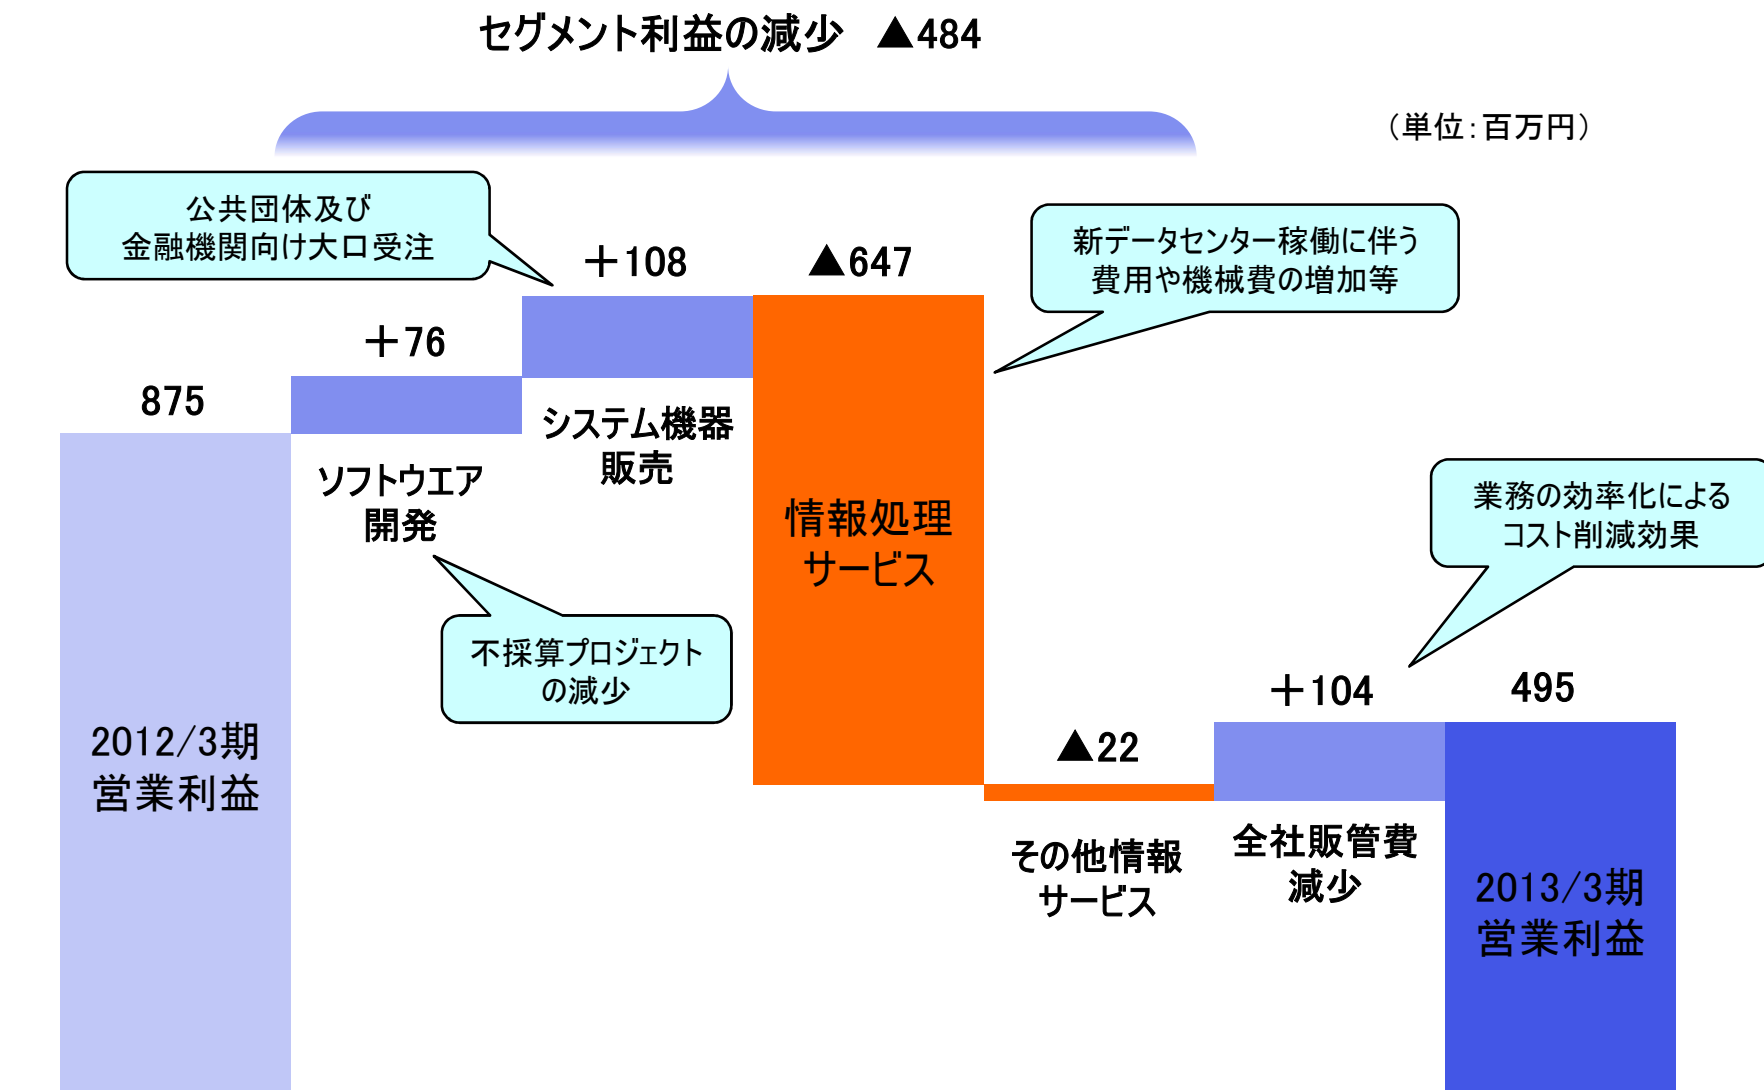 セグメント利益の減少 ▲484
（単位：百万円）
公共団体及び
金融機関向け大口受注
新データセンター稼働に伴う
費用や機械費の増加等
＋108
▲647
＋76
875
システム機器
販売
ソフトウエア
開発
情報処理
サービス
業務の効率化による
コスト削減効果
不採算プロジェクト
の減少
＋104
495
▲22
2012/3期
営業利益
その他情報
サービス
全社販管費
減少
2013/3期
営業利益